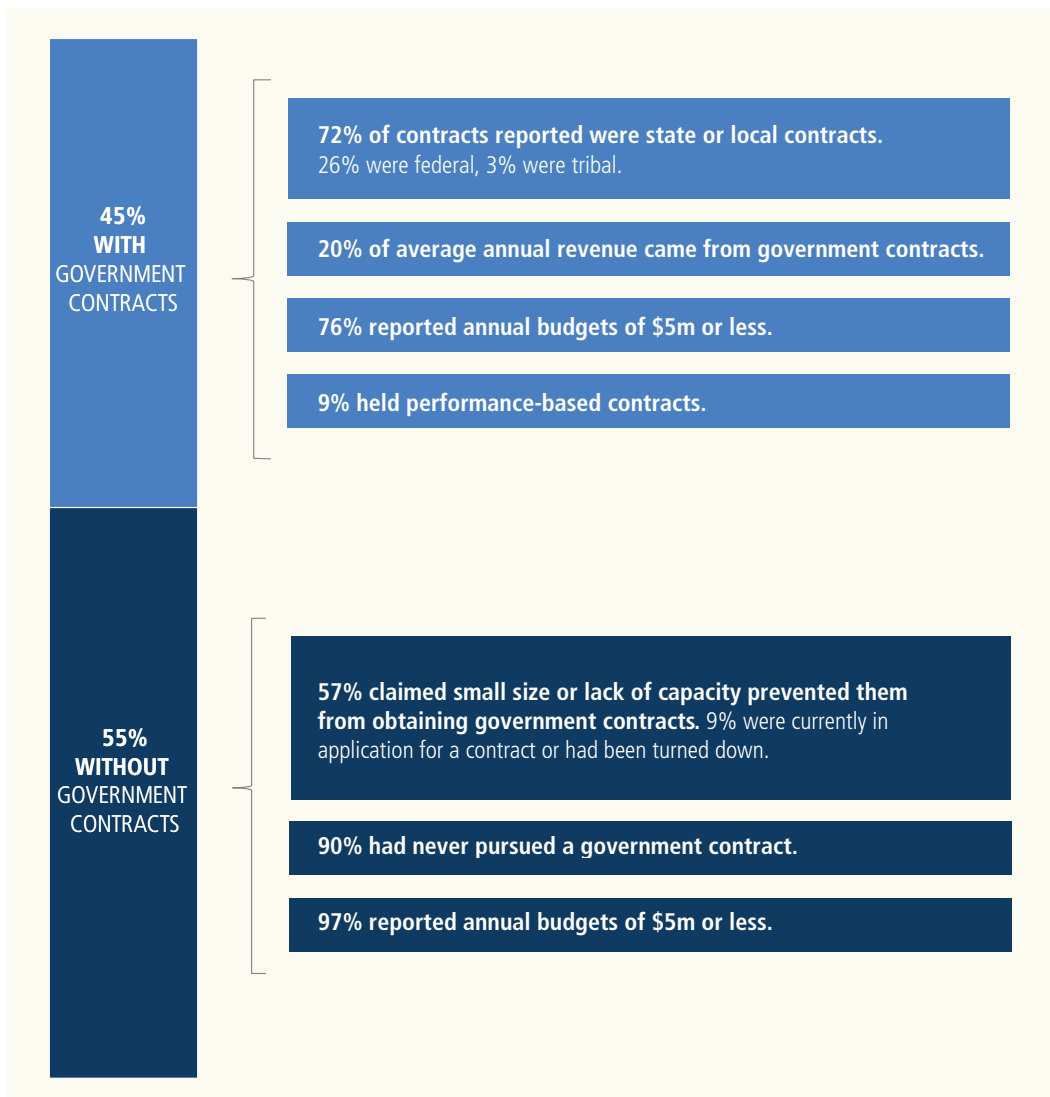 45%
WITH
GOVERNMENT
CONTRACTS
72% of contracts reported were state or local contracts.
26% were federal, 3% were tribal.
20% of average annual revenue came from government contracts.
76% reported annual budgets of $5m or less.
9% held performance-based contracts.
55%
WITHOUT
GOVERNMENT
CONTRACTS
57% claimed small size or lack of capacity prevented them
from obtaining government contracts. 9% were currently in
application for a contract or had been turned down.
90% had never pursued a government contract.
97% reported annual budgets of $5m or less.